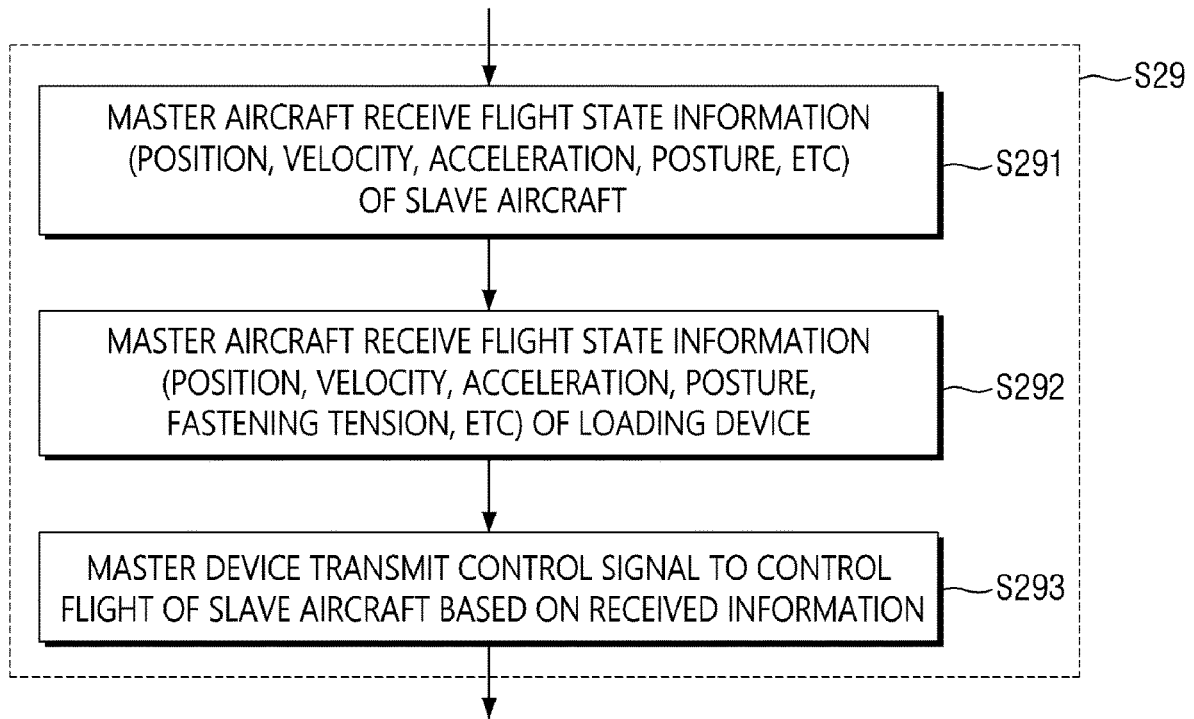 S29
MASTER AIRCRAFT RECEIVE FLIGHT STATE INFORMATION
(POSITION, VELOCITY, ACCELERATION, POSTURE, ETC)
OF SLAVE AIRCRAFT
S291
MASTER AIRCRAFT RECEIVE FLIGHT STATE INFORMATION
(POSITION, VELOCITY, ACCELERATION, POSTURE,
FASTENING TENSION, ETC) OF LOADING DEVICE
S292
MASTER DEVICE TRANSMIT CONTROL SIGNAL TO CONTROL
FLIGHT OF SLAVE AIRCRAFT BASED ON RECEIVED INFORMATION
S293